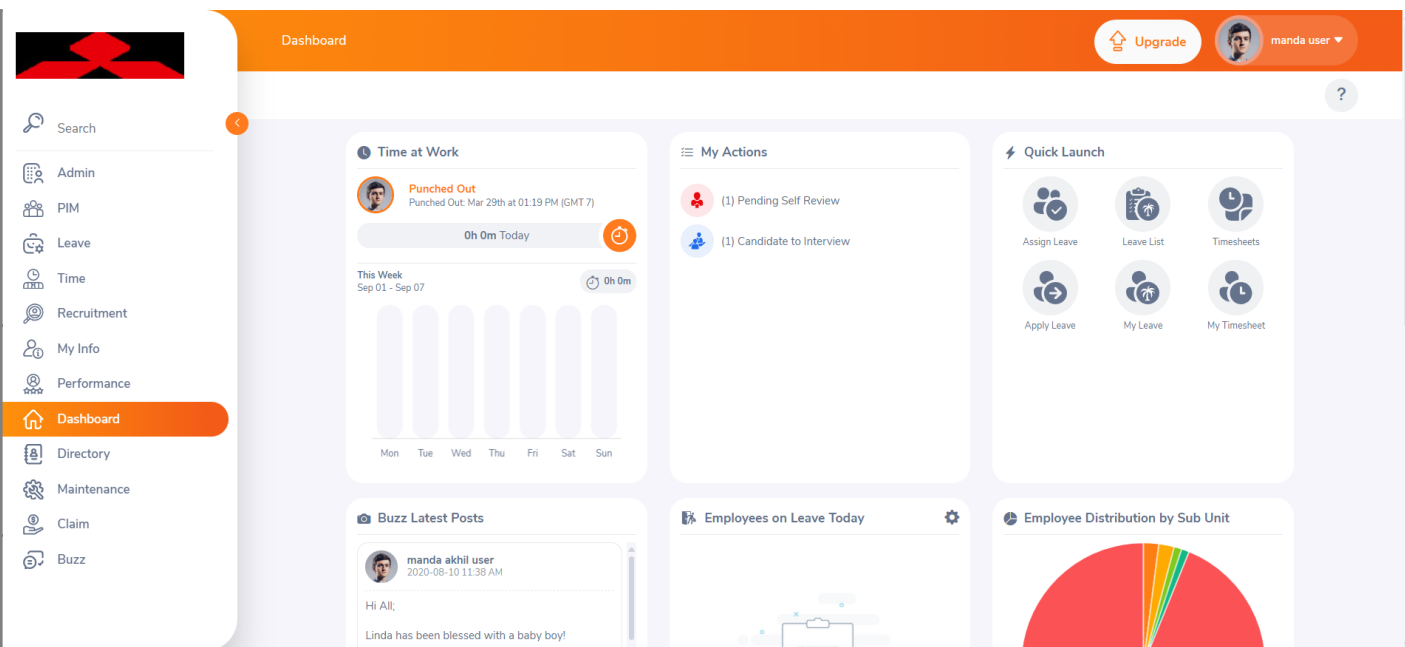 Dashboard
Upgrade
manda user
?
Search
Admin
PIM
Leave
Time
Recruitment
My Info
Performance
Dashboard
Directory
Maintenance
Claim
Buzz
Time at Work
Punched Out
Punched Out: Mar 29th at 01:19 PM (GMT 7)
0h 0m Today
This Week
Sep 01 - Sep 07
0h 0m
Mon Tue Wed Thu Fri Sat Sun
My Actions
(1) Pending Self Review
(1) Candidate to Interview
Quick Launch
Assign Leave
Leave List
Timesheets
Apply Leave
My Leave
My Timesheet
Buzz Latest Posts
manda akhil user
2020-08-10 11:38 AM
Hi All;
Linda has been blessed with a baby boy!
Employees on Leave Today
Employee Distribution by Sub Unit